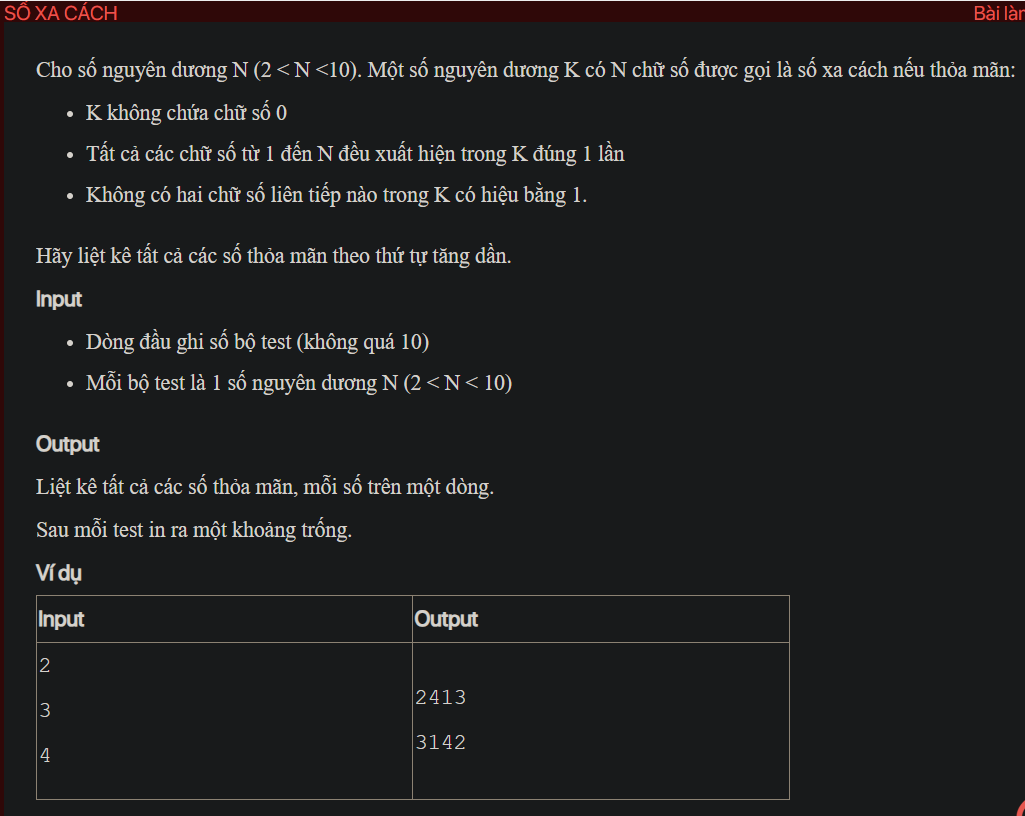 SỐ XA CÁCH
Bài làm
Cho số nguyên dương N (2 < N <10). Một số nguyên dương K có N chữ số được gọi là số xa cách nếu thỏa mãn:
• K không chứa chữ số 0
• Tất cả các chữ số từ 1 đến N đều xuất hiện trong K đúng 1 lần
• Không có hai chữ số liên tiếp nào trong K có hiệu bằng 1.
Hãy liệt kê tất cả các số thỏa mãn theo thứ tự tăng dần.
Input
• Dòng đầu ghi số bộ test (không quá 10)
• Mỗi bộ test là 1 số nguyên dương N (2 < N < 10)
Output
Liệt kê tất cả các số thỏa mãn, mỗi số trên một dòng.
Sau mỗi test in ra một khoảng trống.
Ví dụ
Input Output
2
3
4
2413
3142